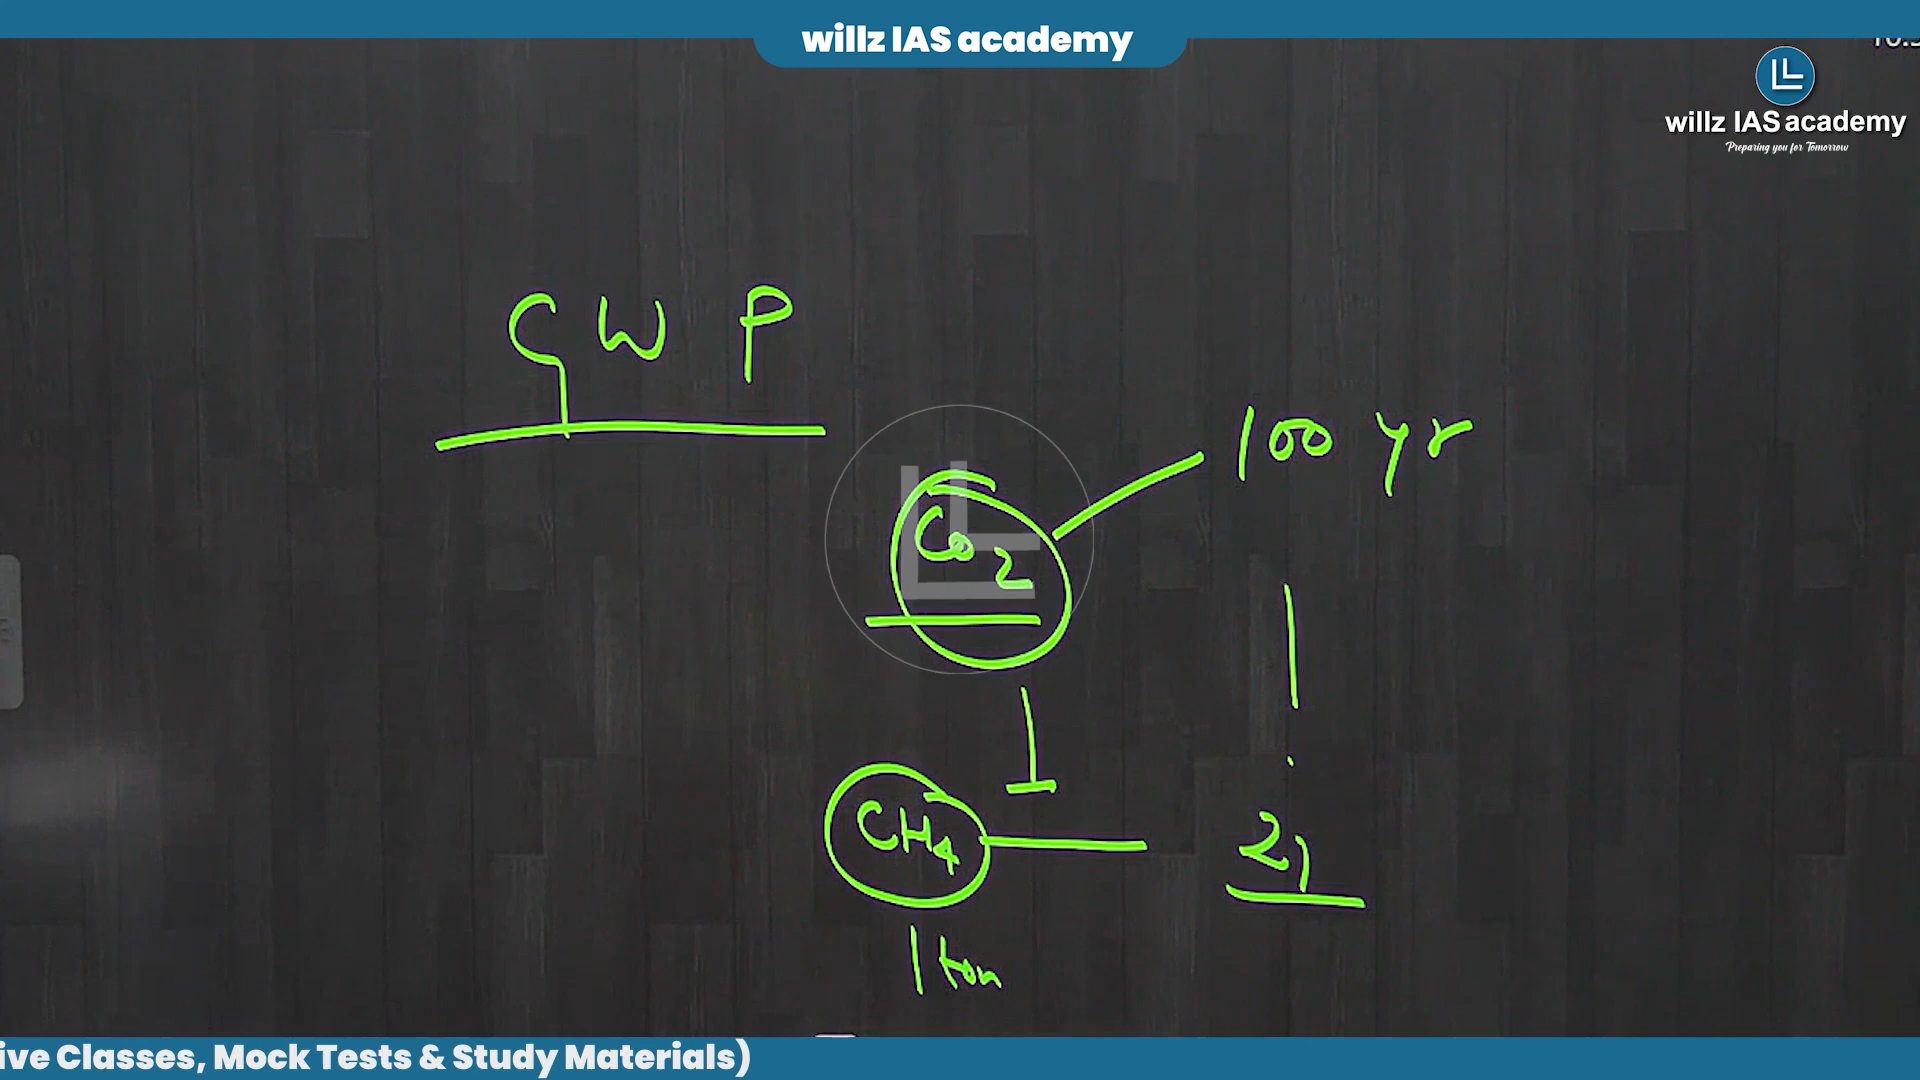 willz IAS academy
willz IAS academy
Preparing you for Tomorrow
GWP
100 yr
CO2
1
1
CH4
21
1 ton
ive Classes, Mock Tests & Study Materials)